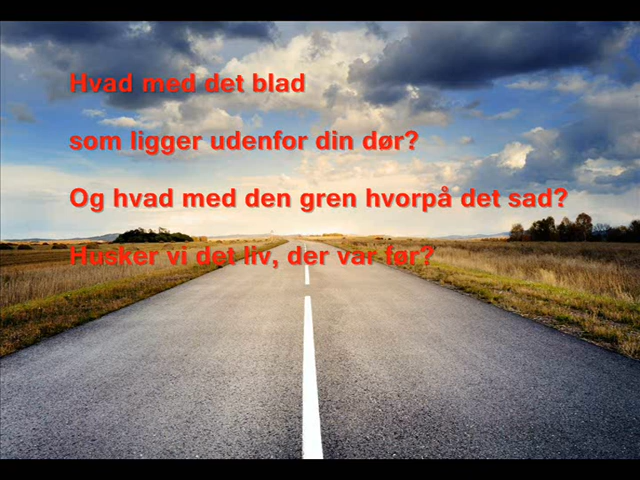 Hvad med det blad
som ligger udenfor din dør?
Og hvad med den gren hvorpå det sad?
Husker vi det liv, der var før?